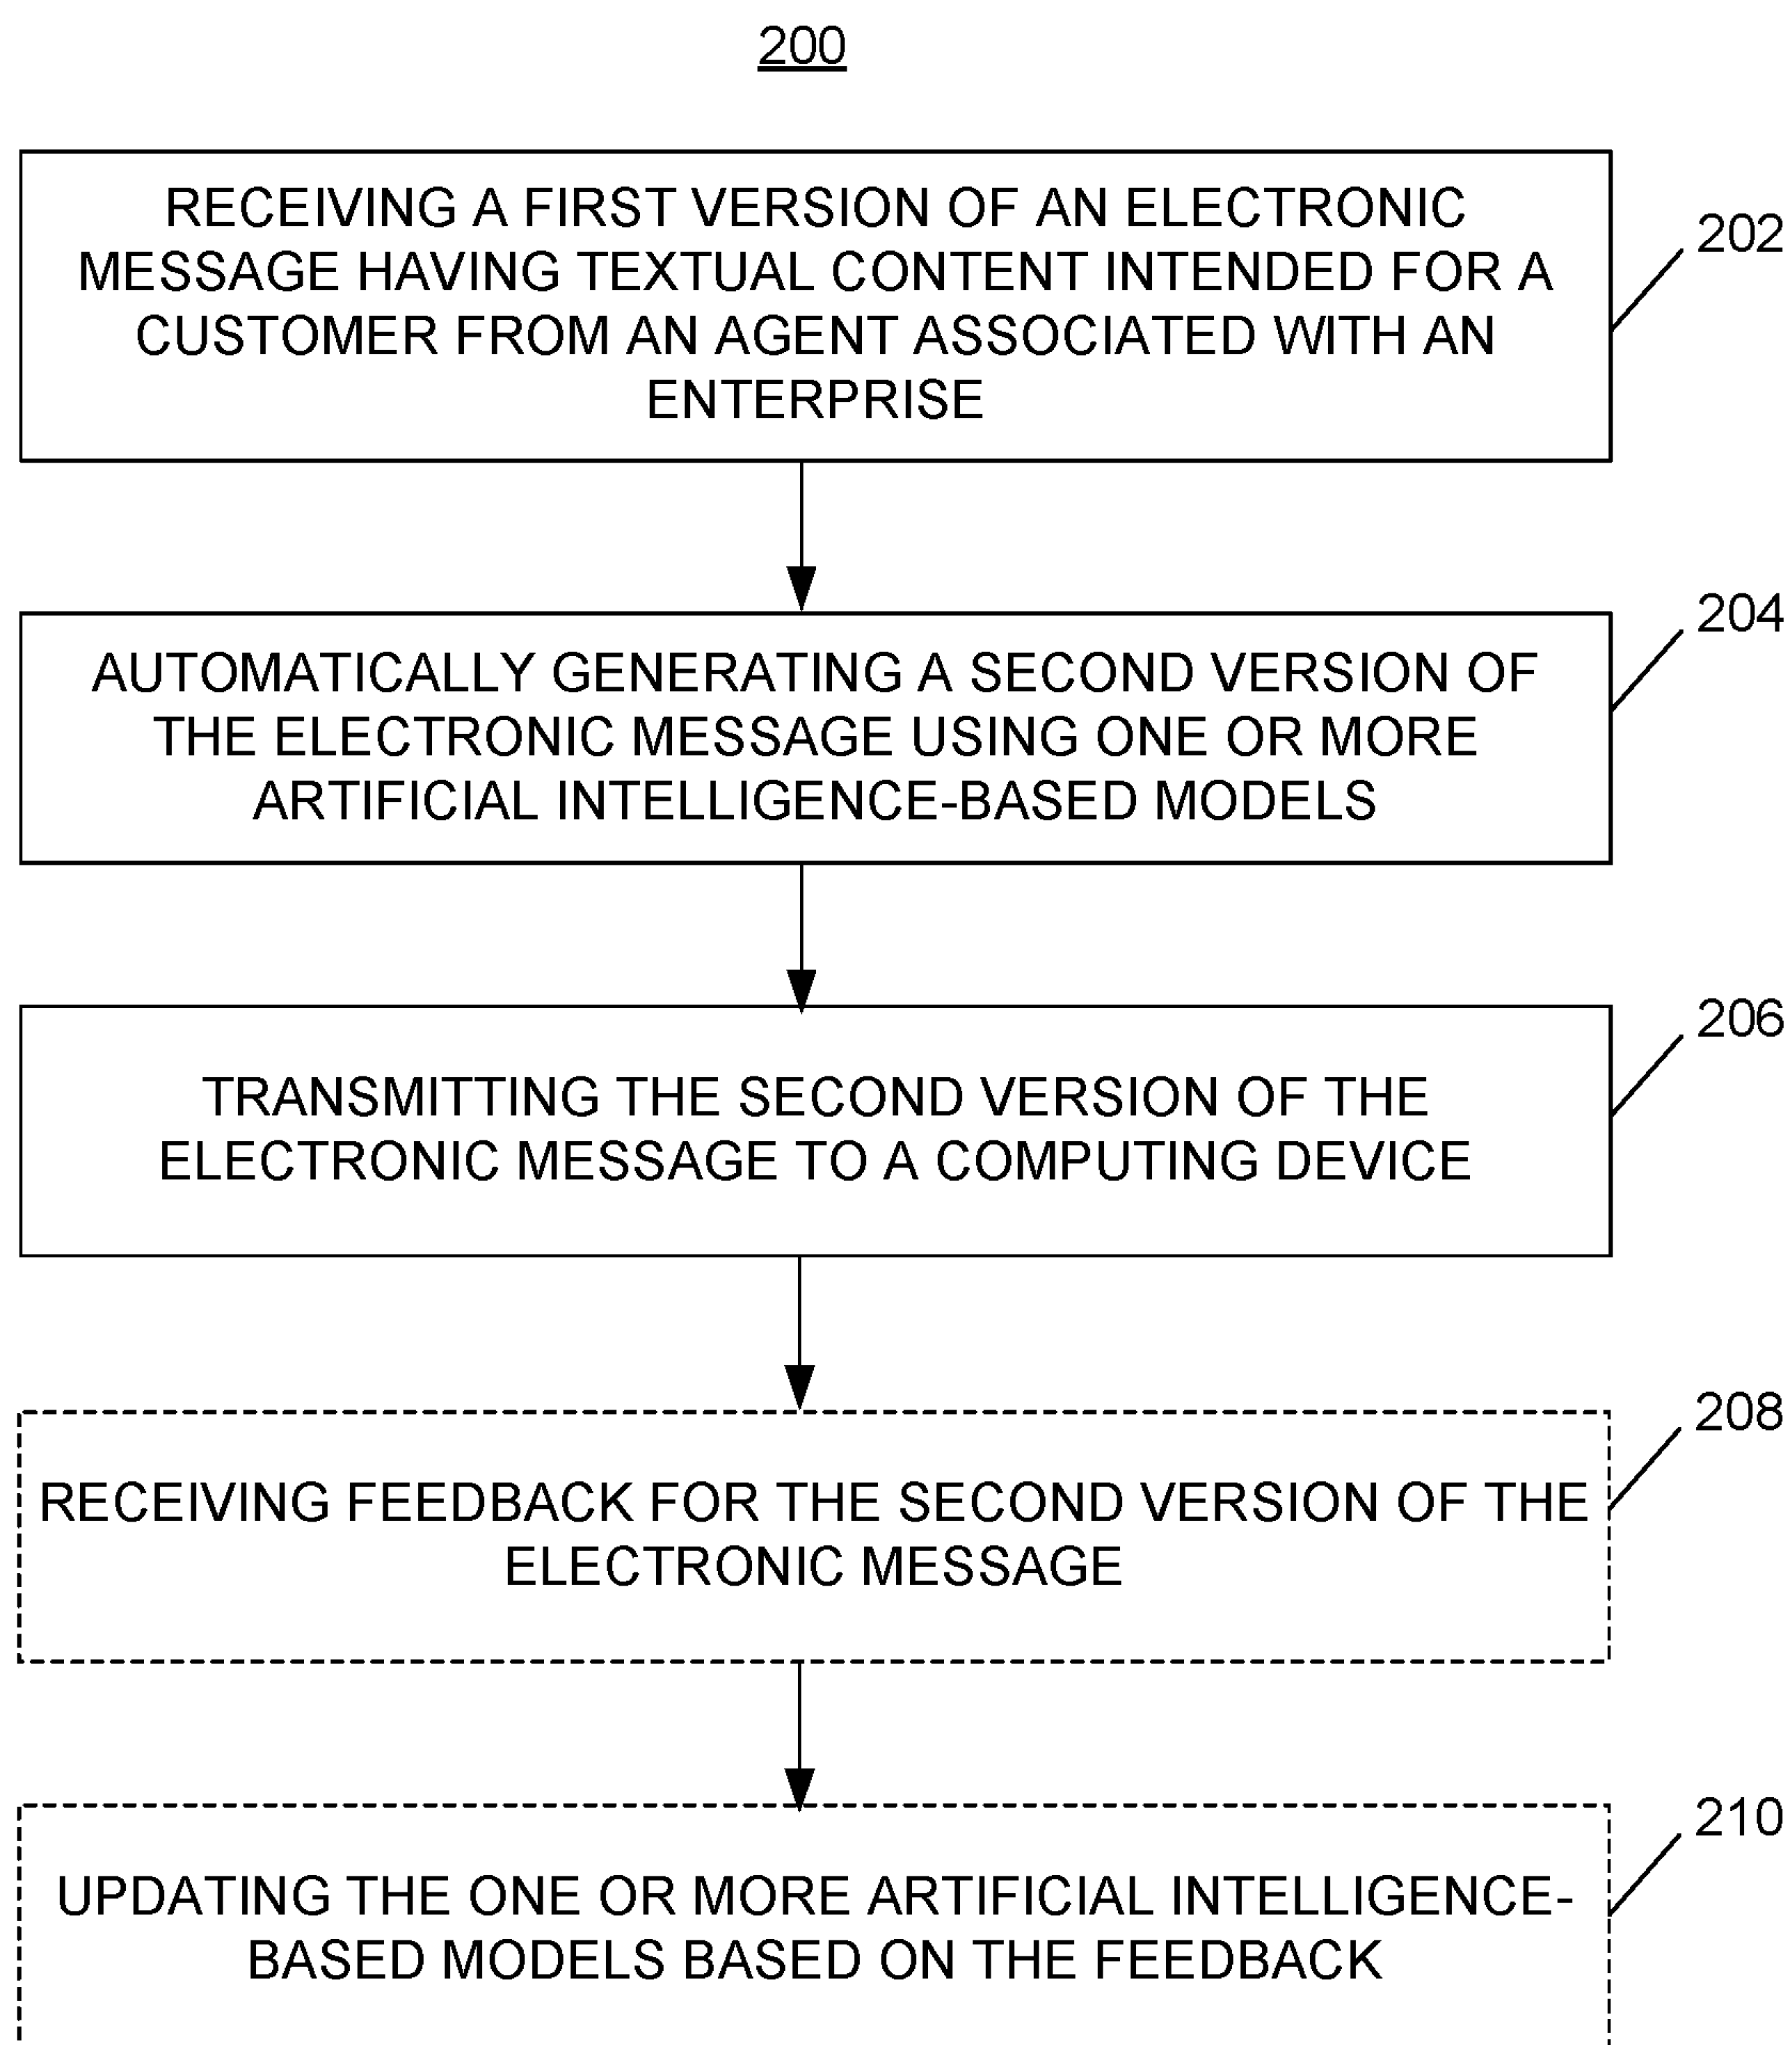 200
RECEIVING A FIRST VERSION OF AN ELECTRONIC
MESSAGE HAVING TEXTUAL CONTENT INTENDED FOR A
CUSTOMER FROM AN AGENT ASSOCIATED WITH AN
ENTERPRISE
202
AUTOMATICALLY GENERATING A SECOND VERSION OF
THE ELECTRONIC MESSAGE USING ONE OR MORE
ARTIFICIAL INTELLIGENCE-BASED MODELS
204
TRANSMITTING THE SECOND VERSION OF THE
ELECTRONIC MESSAGE TO A COMPUTING DEVICE
206
RECEIVING FEEDBACK FOR THE SECOND VERSION OF THE
ELECTRONIC MESSAGE
208
UPDATING THE ONE OR MORE ARTIFICIAL INTELLIGENCE-
BASED MODELS BASED ON THE FEEDBACK
210